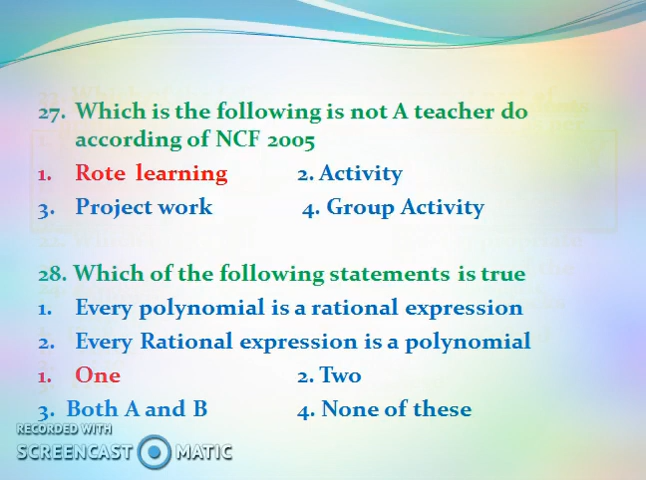 27. Which is the following is not A teacher do
according of NCF 2005
1. Rote learning 2. Activity
3. Project work 4. Group Activity
28. Which of the following statements is true
1. Every polynomial is a rational expression
2. Every Rational expression is a polynomial
1. One 2. Two
3. Both A and B 4. None of these
RECORDED WITH
SCREENCAST MATIC